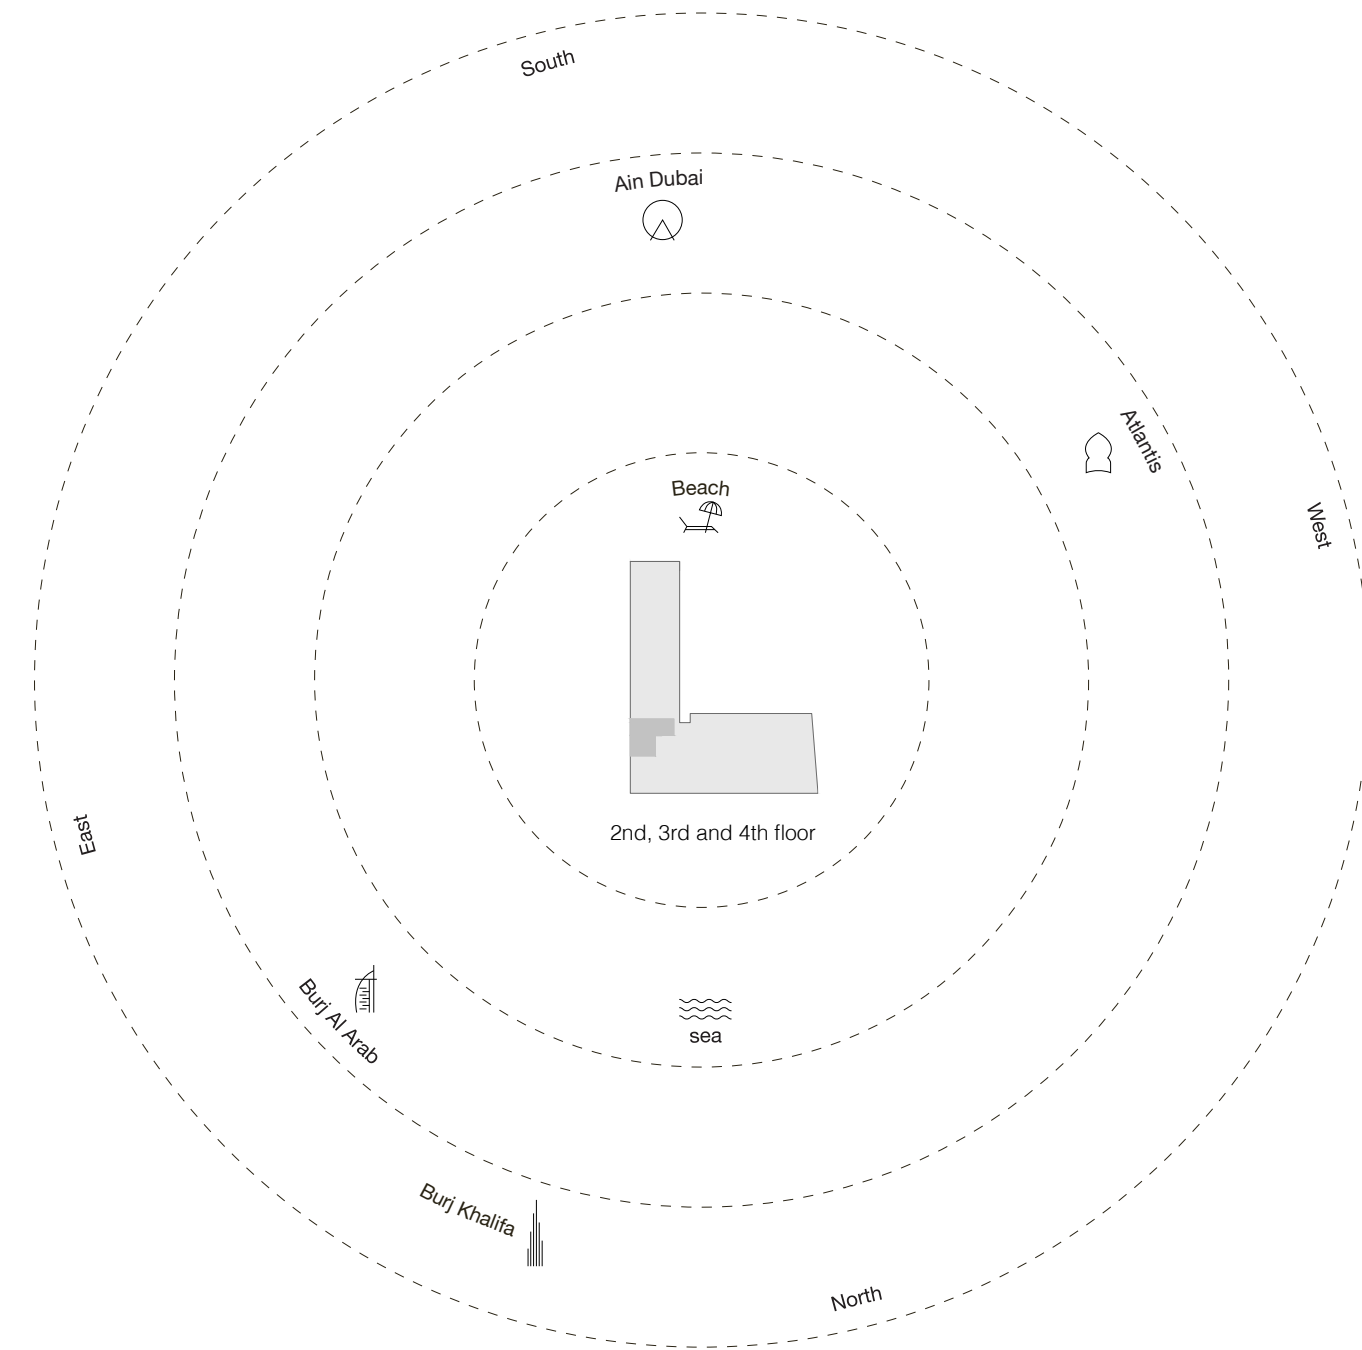 South
Ain Dubai
Atlantis
Beach
West
2nd, 3rd and 4th floor
East
Burj Al Arab
sea
Burj Khalifa
North